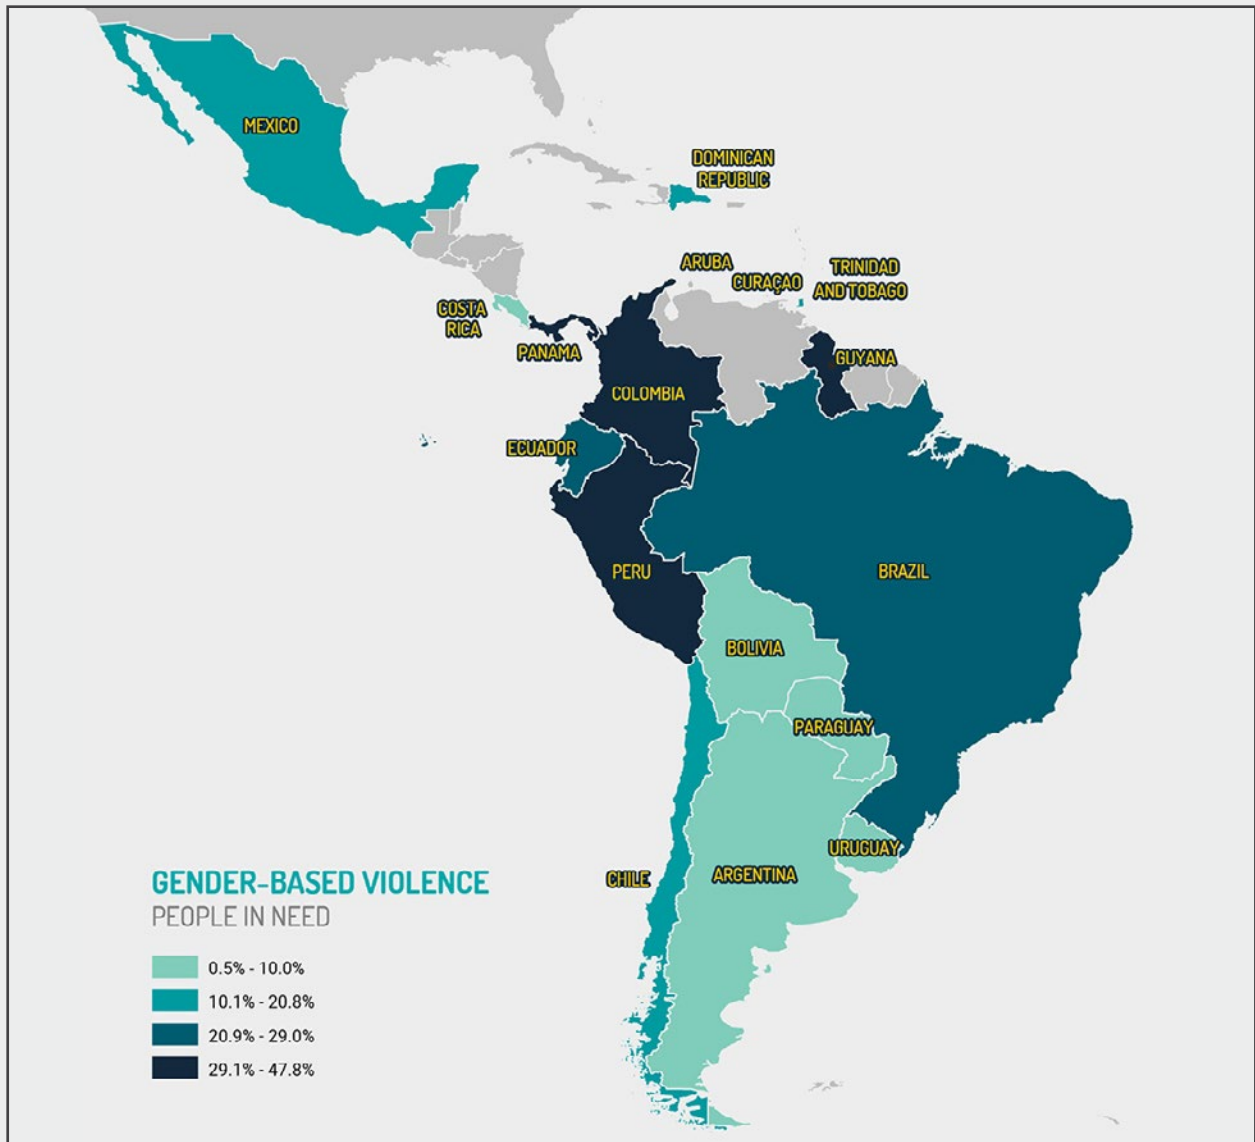 MEXICO
DOMINICAN
REPUBLIC
ARUBA
CURAÇAO
TRINIDAD
AND TOBAGO
COSTA
RICA
PANAMA
GUYANA
COLOMBIA
ECUADOR
PERU
BRAZIL
BOLIVIA
PARAGUAY
URUGUAY
CHILE
ARGENTINA
GENDER-BASED VIOLENCE
PEOPLE IN NEED
0.5% - 10.0%
10.1% - 20.8%
20.9% - 29.0%
29.1% - 47.8%